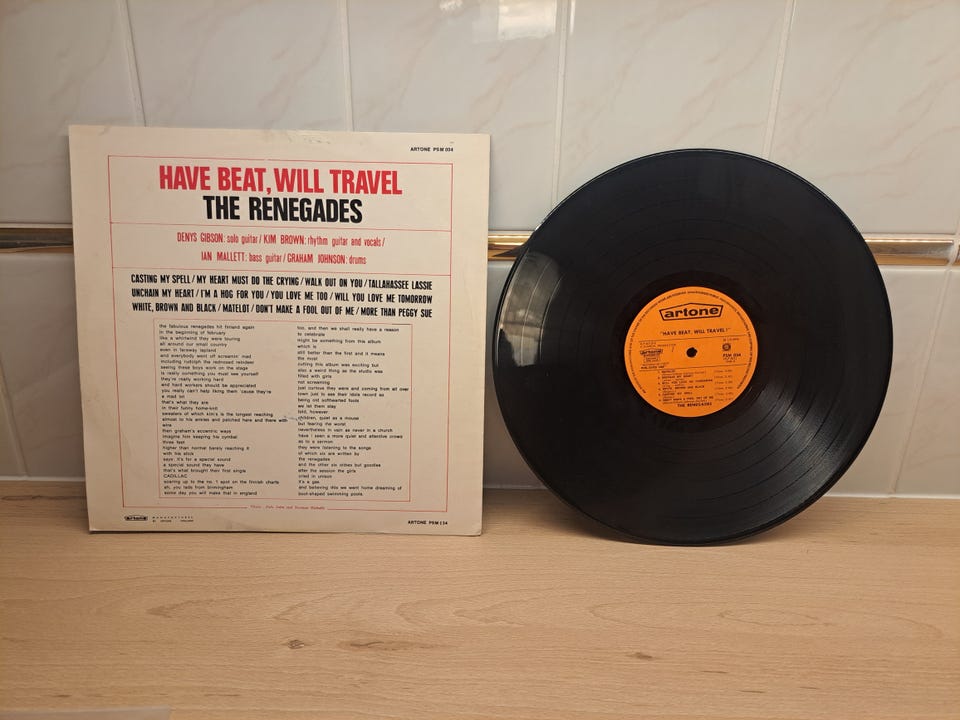 ARTONE PSM 034
HAVE BEAT, WILL TRAVEL
THE RENEGADES
DENYS GIBSON: solo guitar / KIM BROWN: rhythm guitar and vocals /
IAN MALLETT: bass guitar / GRAHAM JOHNSON: drums
CASTING MY SPELL / MY HEART MUST DO THE CRYING / WALK OUT ON YOU / TALLAHASSEE LASSIE
UNCHAIN MY HEART / I'M A HOG FOR YOU / YOU LOVE ME TOO / WILL YOU LOVE ME TOMORROW
WHITE, BROWN AND BLACK / MATELOT / DON'T MAKE A FOOL OUT OF ME / MORE THAN PEGGY SUE
the fabulous renegades hit finland again
in the beginning of february
like a whirlwind they were touring
all around our small country
even in faraway lapland
and everybody went off screamin' mad
including rudolph the rednosed reindeer
seeing these boys work on the stage
is really something you must see yourself
they're really working hard
and hard workers should be appreciated
you really can't help liking them 'cause they're
a mad lot
that's what they are
in their funny home-knit
sweaters of which kim's is the longest reaching
almost to his ankles and patched here and there with
wire
then graham's eccentric ways
imagine him keeping his cymbal
three feet
higher than normal barely reaching it
with his stick
says: it's for a special sound
a special sound they have
that's what brought their first single
CADILLAC
soaring up to the no. 1 spot on the finnish charts
ah, you lads from birmingham
some day you will make that in england
too, and then we shall really have a reason
to celebrate
might be something from this album
which is
still better than the first and it means
the most
cutting this album was exciting but
also a weird thing as the studio was
filled with girls
not screaming
just curious they were and coming from all over
town just to see their idols record so
being not softhearted fools
we let them stay
told, however
children, quiet as a mouse
but fearing the worst
nevertheless in vain as never in a church
have i seen a more quiet and attentive crowd
as to a sermon
they were listening to the songs
of which six are written by
the renegades
and the other six oldies but goodies
after the session the girls
cried in unison
it's a gas
and believing this we went home dreaming of
boot-shaped swimming pools.
artone
ARTONE PSM 034
artone
"HAVE BEAT, WILL TRAVEL!"
artone
PSM 034
THE RENEGADES